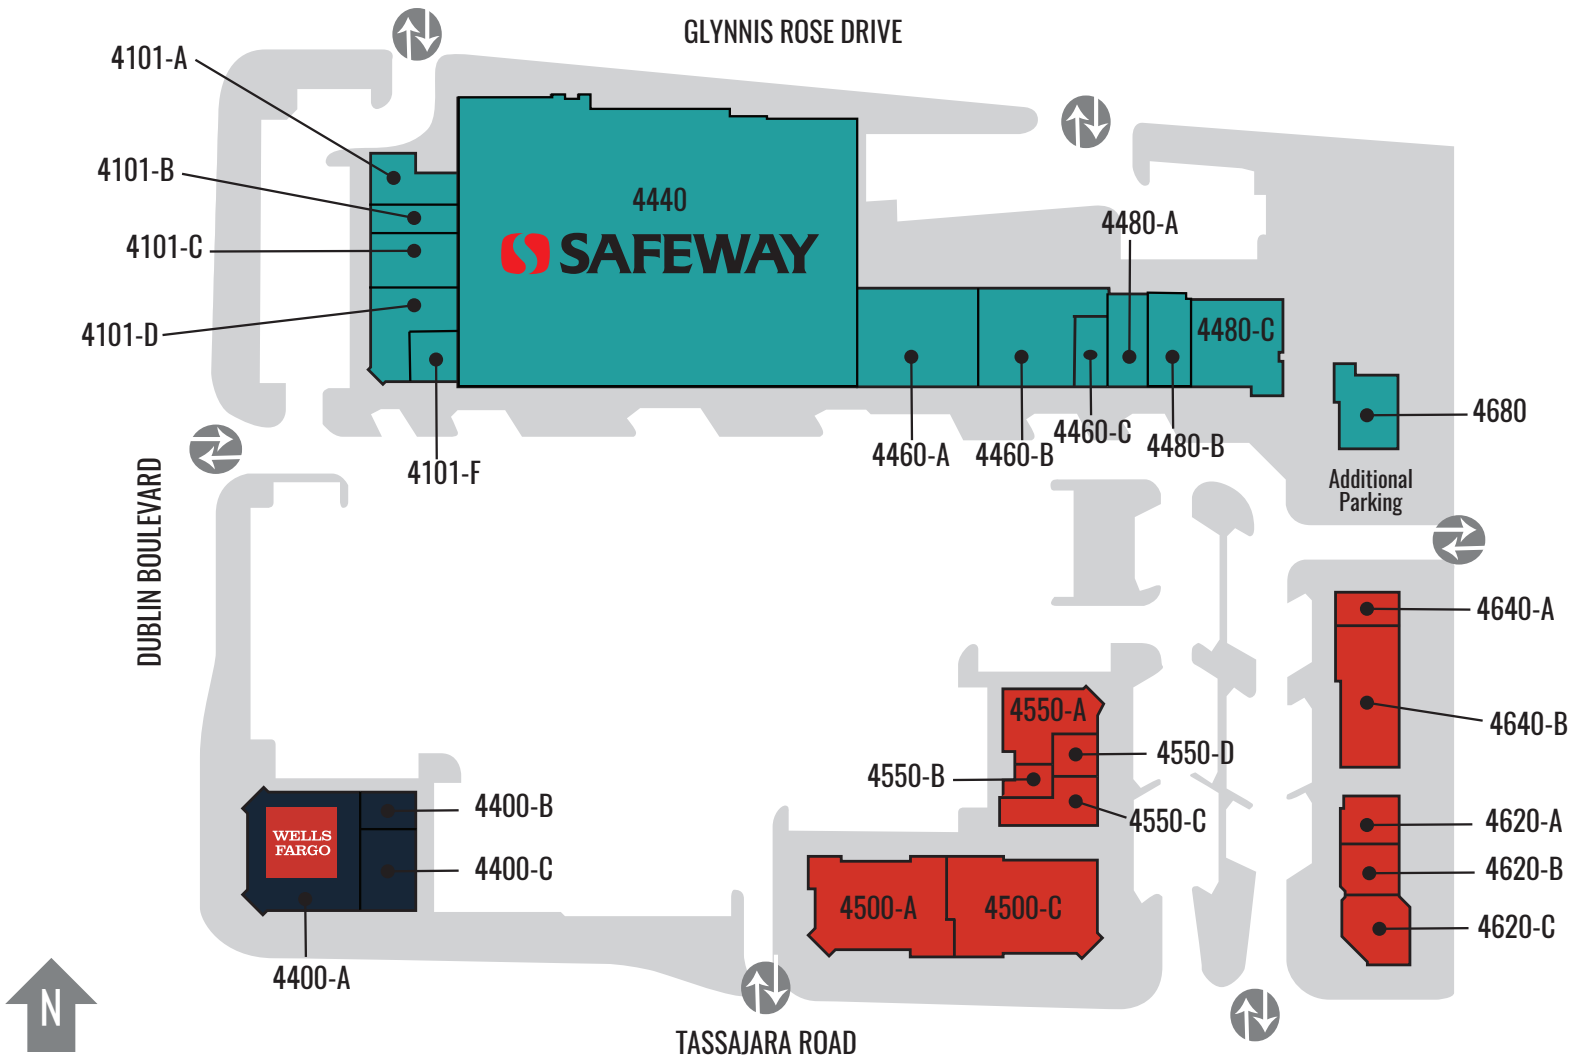 GLYNNIS ROSE DRIVE
4101-A
4101-B
4101-C
4101-D
4101-F
4440
SAFEWAY
4480-A
4480-C
4460-A
4460-B
4460-C
4480-B
4680
Additional
Parking
DUBLIN BOULEVARD
4640-A
4640-B
4550-A
4550-D
4550-B
4550-C
4400-B
4400-C
WELLS
FARGO
4400-A
4500-A
4500-C
4620-A
4620-B
4620-C
N
TASSAJARA ROAD